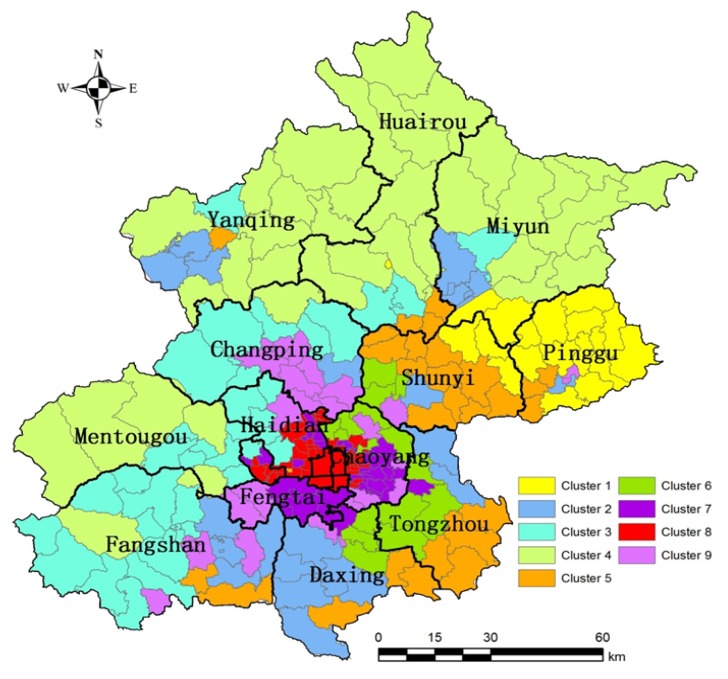 N
W E
S
Huairou
Yanqing
Miyun
Changping
Pinggu
Shunyi
Haidian
Mentougou
Chaoyang
Fengtai
Tongzhou
Fangshan
Daxing
Cluster 1
Cluster 2
Cluster 3
Cluster 4
Cluster 5
Cluster 6
Cluster 7
Cluster 8
Cluster 9
0 15 30 60
km